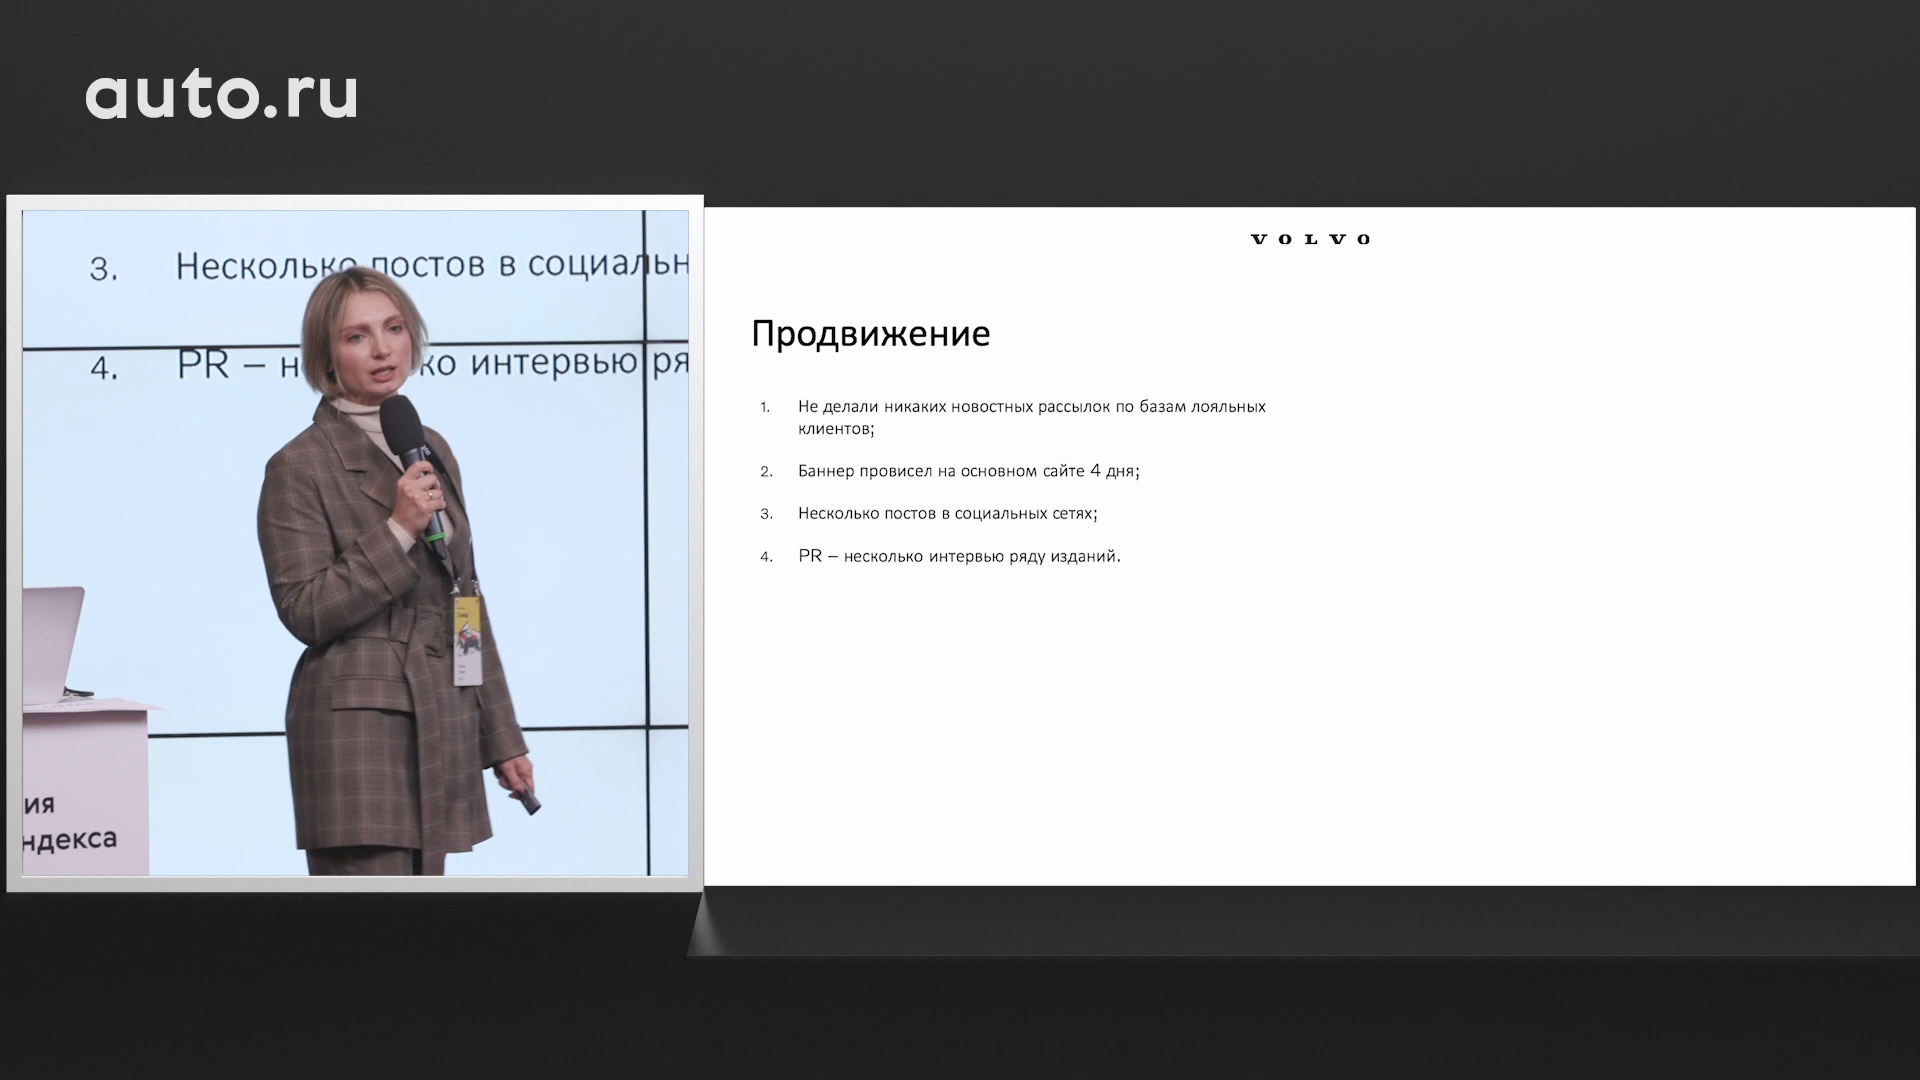 auto.ru
3. Несколько постов в социальн
4. PR – н ко интервью ря
ия
ндекса
VOLVO
Продвижение
1. Не делали никаких новостных рассылок по базам лояльных
клиентов;
2. Баннер провисел на основном сайте 4 дня;
3. Несколько постов в социальных сетях;
4. PR – несколько интервью ряду изданий.